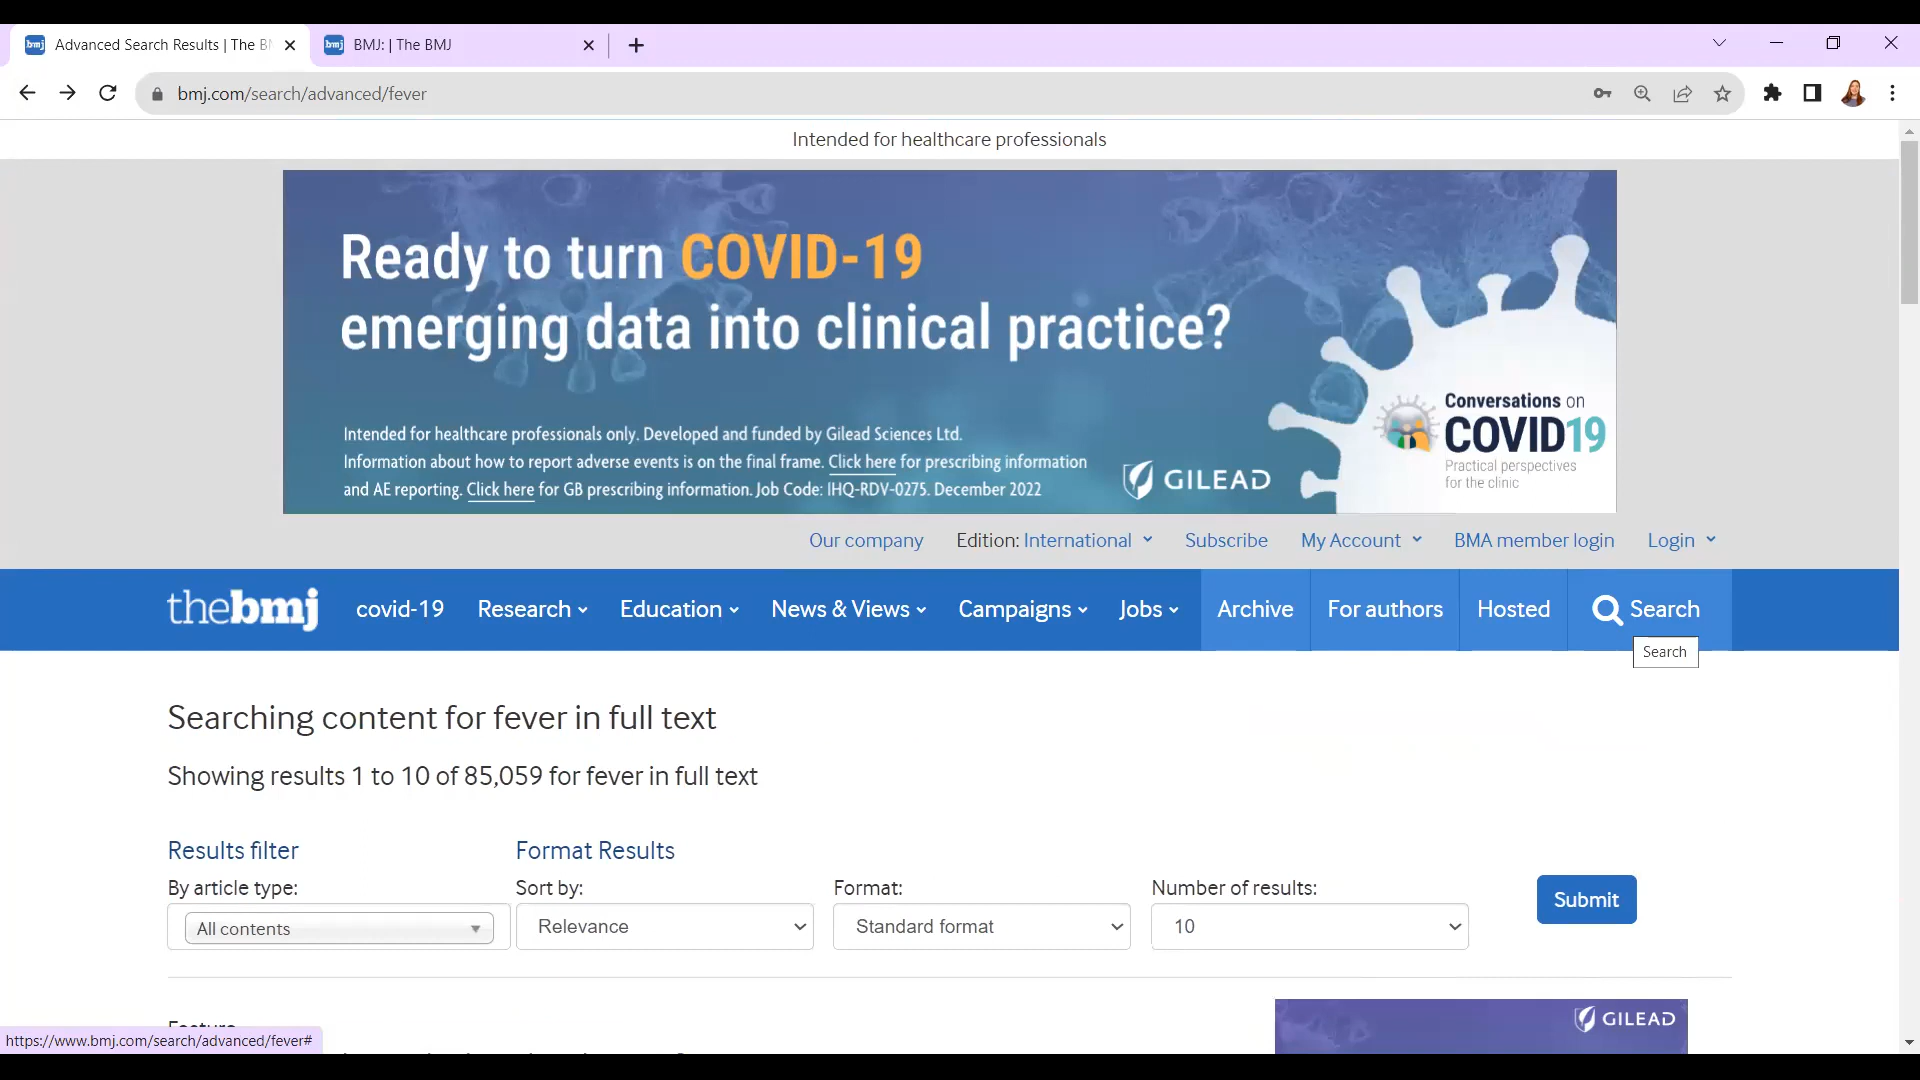 Advanced Search Results | The BM
BMJ: | The BMJ
bmj.com/search/advanced/fever
Intended for healthcare professionals
Ready to turn COVID-19
emerging data into clinical practice?
Intended for healthcare professionals only. Developed and funded by Gilead Sciences Ltd.
Information about how to report adverse events is on the final frame. Click here for prescribing information
and AE reporting. Click here for GB prescribing information. Job Code: IHQ-RDV-0275. December 2022
GILEAD
Conversations on
COVID19
Practical perspectives
for the clinic
Our company Edition: International Subscribe My Account BMA member login Login
thebmj covid-19 Research Education News & Views Campaigns Jobs Archive For authors Hosted Search
Search
Searching content for fever in full text
Showing results 1 to 10 of 85,059 for fever in full text
Results filter Format Results
By article type: Sort by: Format: Number of results:
All contents Relevance Standard format 10 Submit
Feature
GILEAD
https://www.bmj.com/search/advanced/fever#